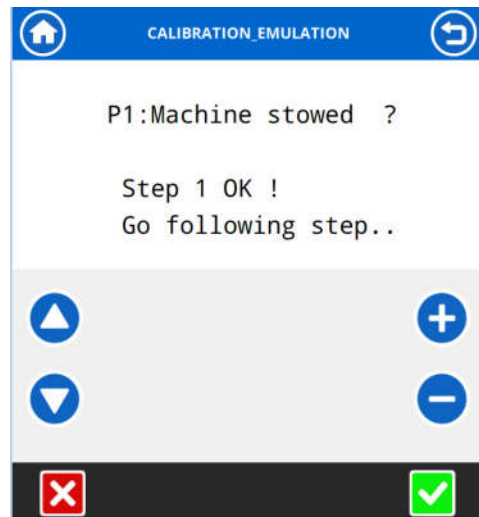 CALIBRATION_EMULATION
P1:Machine stowed ?
Step 1 OK !
Go following step..